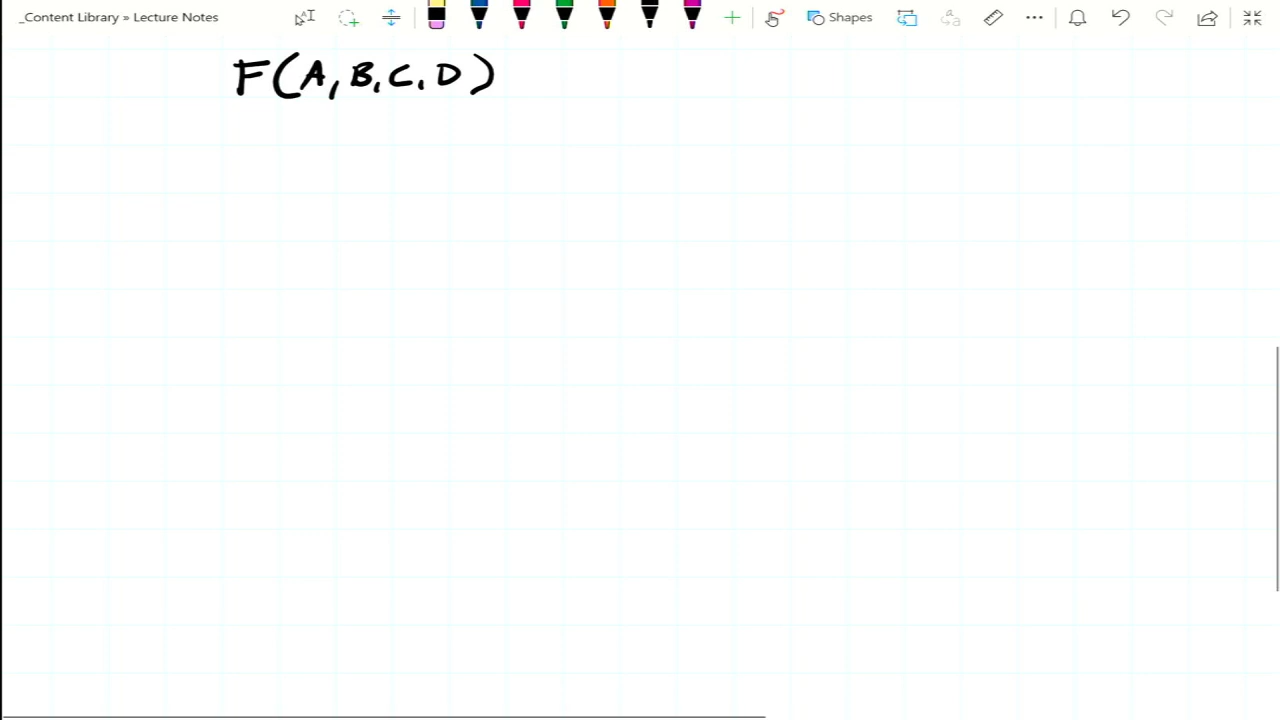 _Content Library » Lecture Notes
Shapes
F(A, B, C, D)